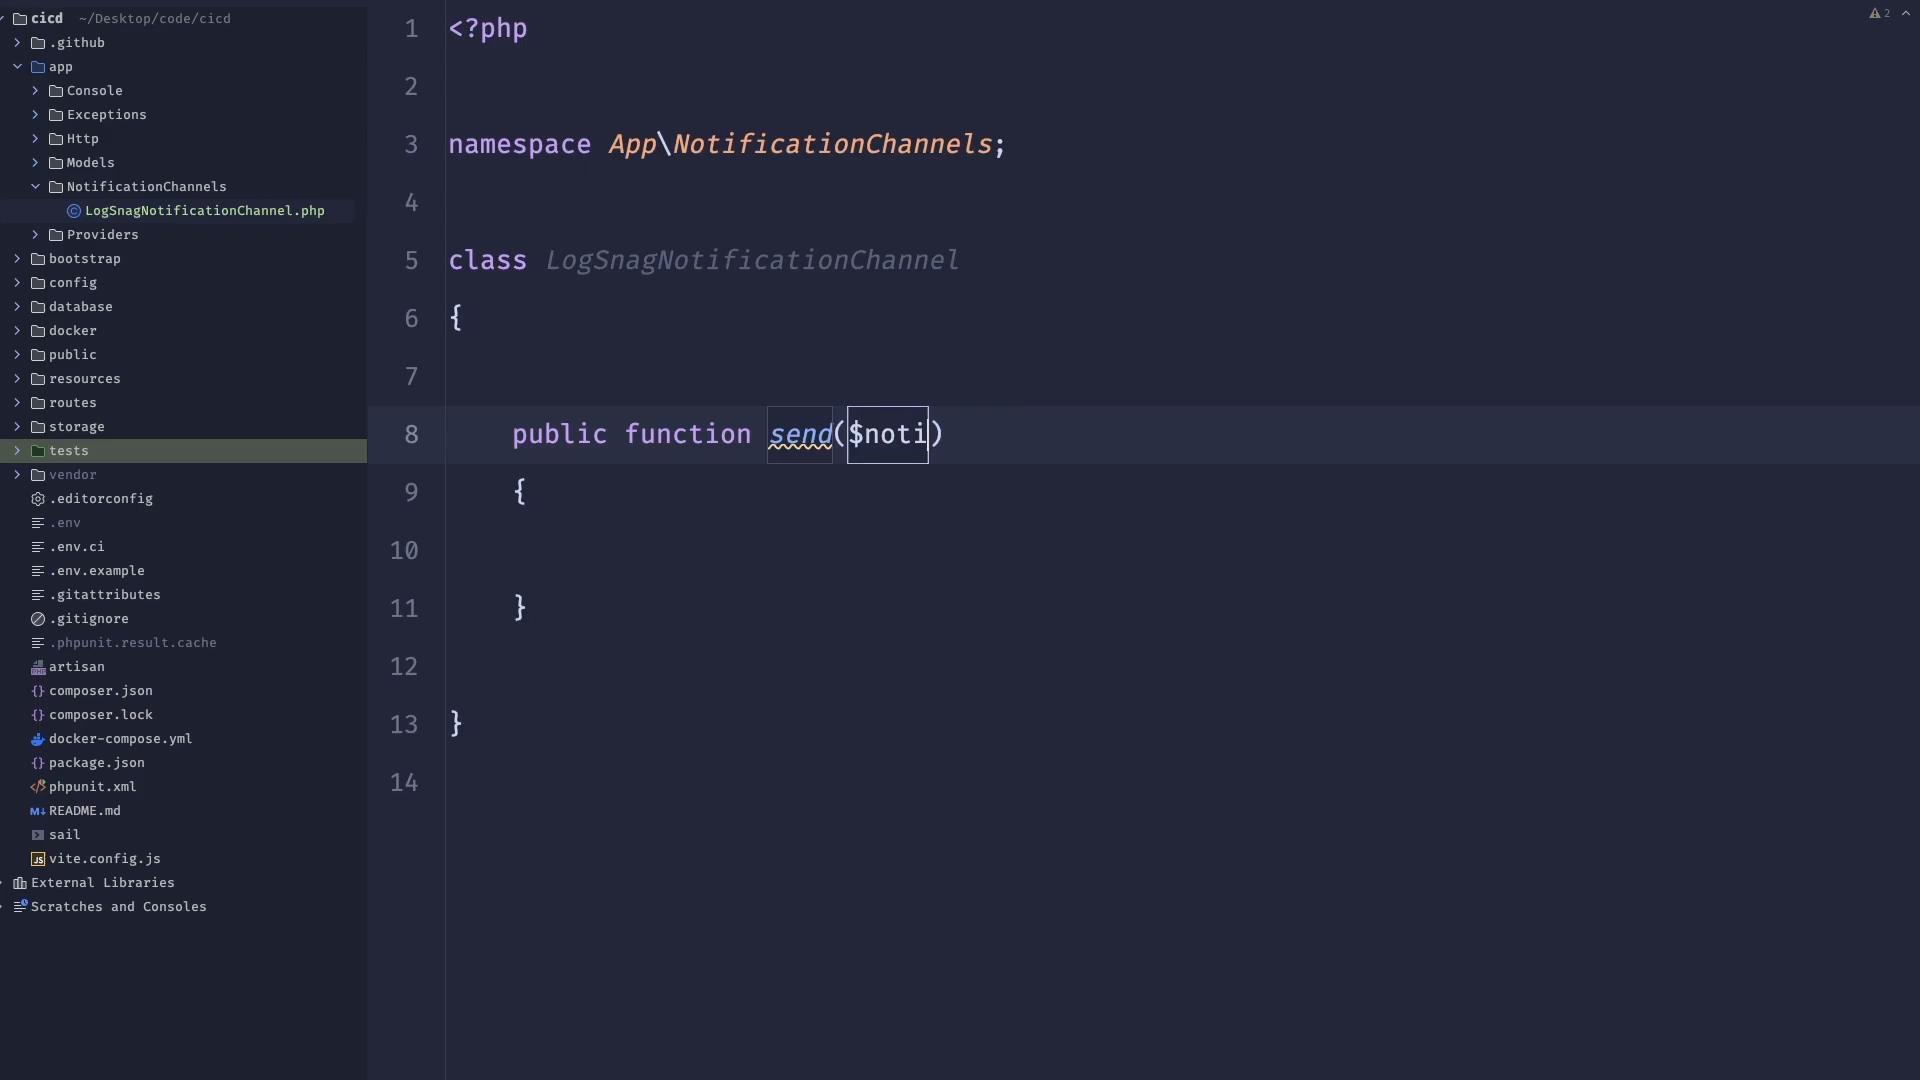 cicd ~/Desktop/code/cicd
.github
app
Console
Exceptions
Http
Models
NotificationChannels
LogSnagNotificationChannel.php
Providers
bootstrap
config
database
docker
public
resources
routes
storage
tests
vendor
.editorconfig
.env
.env.ci
.env.example
.gitattributes
.gitignore
.phpunit.result.cache
artisan
composer.json
composer.lock
docker-compose.yml
package.json
phpunit.xml
README.md
sail
vite.config.js
External Libraries
Scratches and Consoles
1 <?php
2
3 namespace App\NotificationChannels;
4
5 class LogSnagNotificationChannel
6 {
7
8 public function send($noti)
9 {
10
11 }
12
13 }
14
2